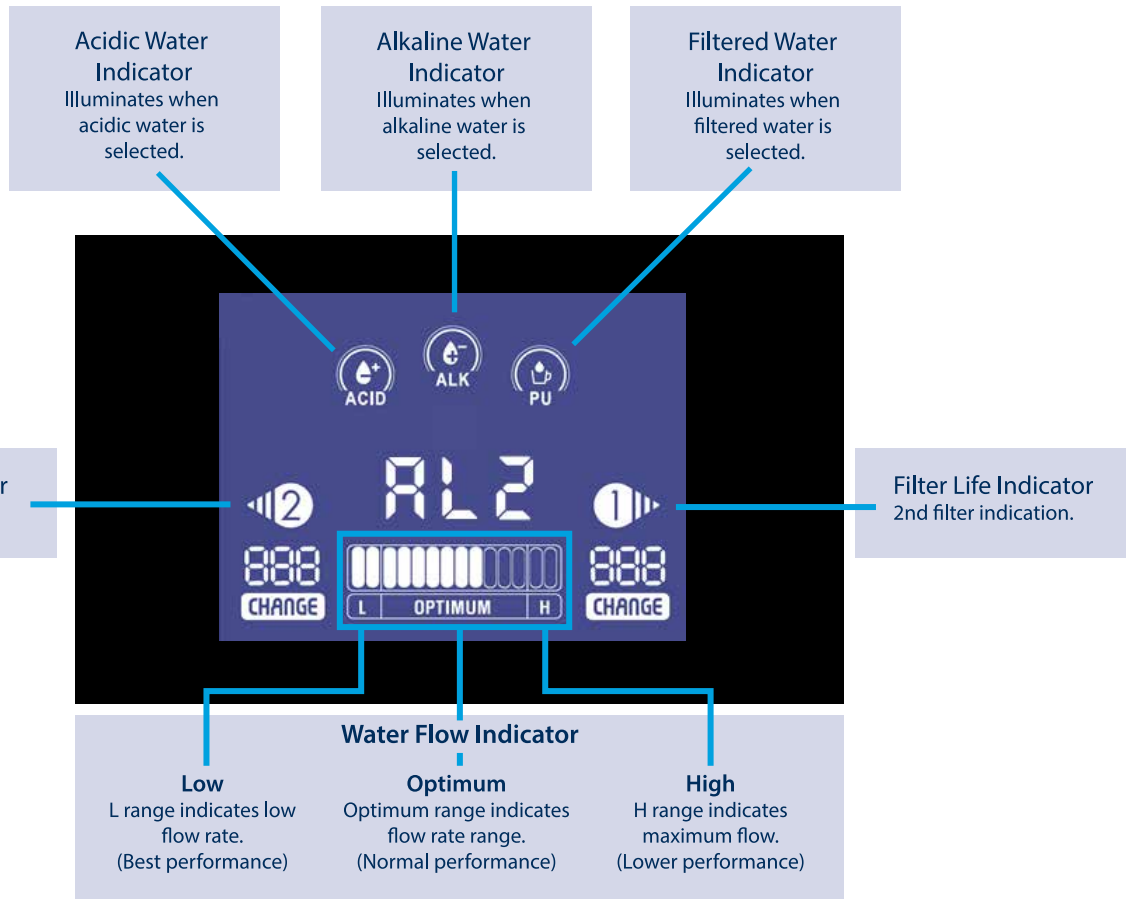 Acidic Water
Indicator
Illuminates when
acidic water is
selected.
Alkaline Water
Indicator
Illuminates when
alkaline water is
selected.
Filtered Water
Indicator
Illuminates when
filtered water is
selected.
ACID
ALK
PU
r
2
AL2
1
Filter Life Indicator
2nd filter indication.
888
888
CHANGE
L OPTIMUM H
CHANGE
Water Flow Indicator
Low
L range indicates low
flow rate.
(Best performance)
Optimum
Optimum range indicates
flow rate range.
(Normal performance)
High
H range indicates
maximum flow.
(Lower performance)